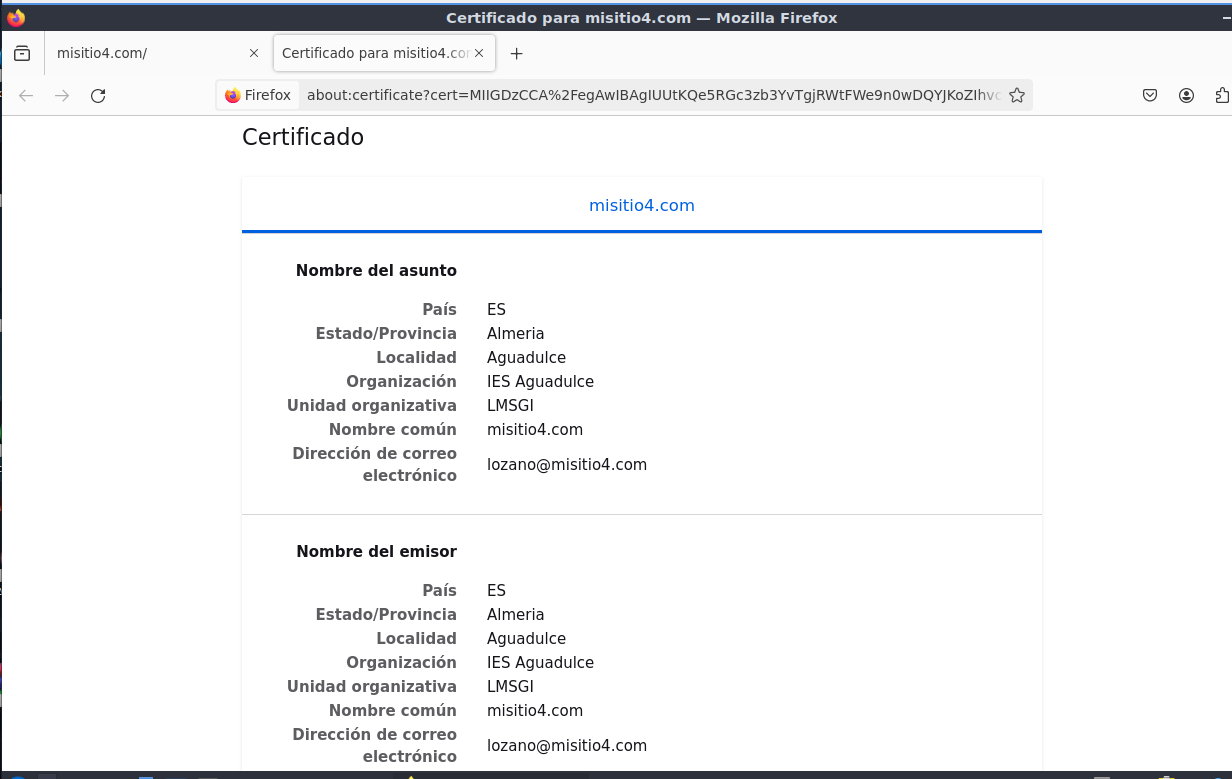 Certificado para misitio4.com — Mozilla Firefox
misitio4.com/
Certificado para misitio4.cor
Firefox
about:certificate?cert=MIIGDzCCA%2FegAwIBAgIUUtKQe5RGc3zb3YvTgjRWtFWe9n0wDQYJKoZIhvc
Certificado
misitio4.com
Nombre del asunto
País ES
Estado/Provincia Almeria
Localidad Aguadulce
Organización IES Aguadulce
Unidad organizativa LMSGI
Nombre común misitio4.com
Dirección de correo
electrónico lozano@misitio4.com
Nombre del emisor
País ES
Estado/Provincia Almeria
Localidad Aguadulce
Organización IES Aguadulce
Unidad organizativa LMSGI
Nombre común misitio4.com
Dirección de correo
electrónico lozano@misitio4.com